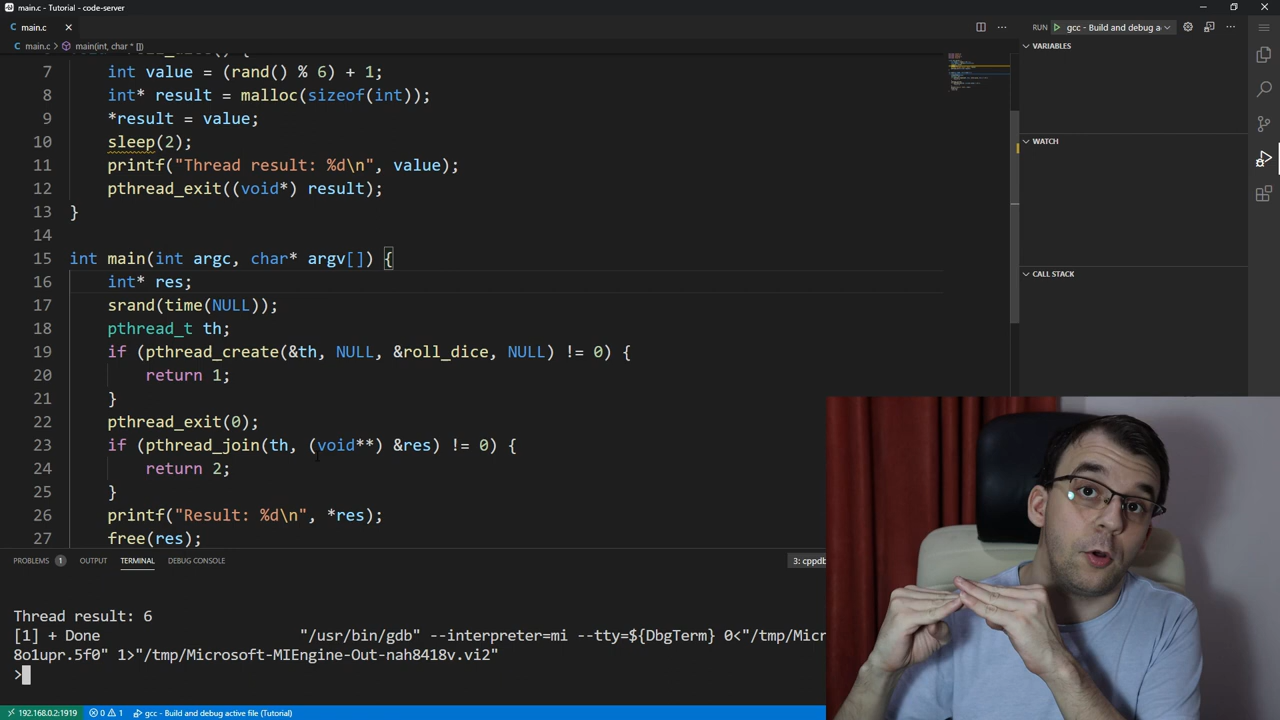 main.c - Tutorial - code-server
main.c
RUN gcc - Build and debug a
main.c > main(int, char * [])
VARIABLES
7 int value = (rand() % 6) + 1;
8 int* result = malloc(sizeof(int));
9 *result = value;
10 sleep(2);
11 printf("Thread result: %d\n", value);
12 pthread_exit((void*) result);
13 }
14
15 int main(int argc, char* argv[]) {
16 int* res;
17 srand(time(NULL));
18 pthread_t th;
19 if (pthread_create(&th, NULL, &roll_dice, NULL) != 0) {
20 return 1;
21 }
22 pthread_exit(0);
23 if (pthread_join(th, (void**) &res) != 0) {
24 return 2;
25 }
26 printf("Result: %d\n", *res);
27 free(res);
WATCH
CALL STACK
PROBLEMS 1 OUTPUT TERMINAL DEBUG CONSOLE 3: cppdb
Thread result: 6
[1] + Done "/usr/bin/gdb" --interpreter=mi --tty=${DbgTerm} 0<"/tmp/Micr
8o1upr.5f0" 1>"/tmp/Microsoft-MIEngine-Out-nah8418v.vi2"
>
192.168.0.2:1919 0 1 gcc - Build and debug active file (Tutorial)